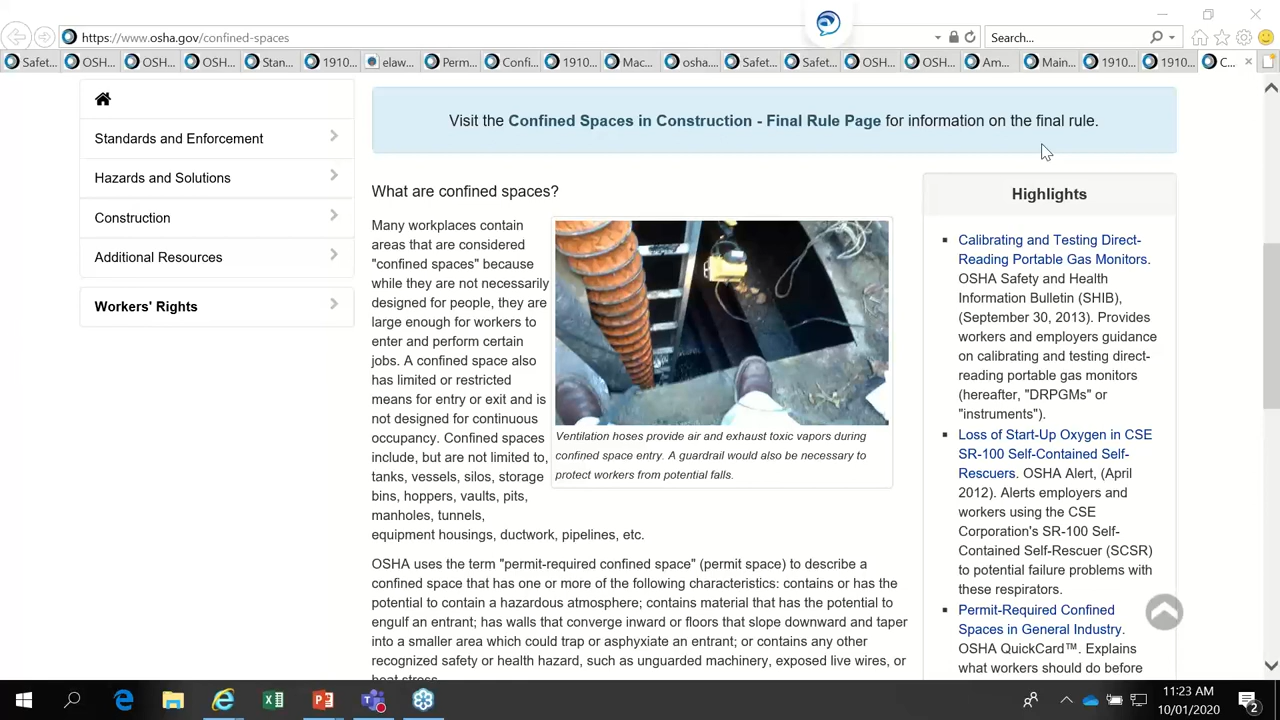 https://www.osha.gov/confined-spaces
Search...
Safet...
OSH...
OSH...
OSH...
Stan...
1910...
elaw...
Perm...
Confi...
1910...
Mac...
osha....
Safet...
Safet...
OSH...
OSH...
Am...
Main...
1910...
1910...
C...
Standards and Enforcement
Hazards and Solutions
Construction
Additional Resources
Workers' Rights
Visit the Confined Spaces in Construction - Final Rule Page for information on the final rule.
What are confined spaces?
Many workplaces contain
areas that are considered
"confined spaces" because
while they are not necessarily
designed for people, they are
large enough for workers to
enter and perform certain
jobs. A confined space also
has limited or restricted
means for entry or exit and is
not designed for continuous
occupancy. Confined spaces
include, but are not limited to,
tanks, vessels, silos, storage
bins, hoppers, vaults, pits,
manholes, tunnels,
equipment housings, ductwork, pipelines, etc.
Ventilation hoses provide air and exhaust toxic vapors during
confined space entry. A guardrail would also be necessary to
protect workers from potential falls.
OSHA uses the term "permit-required confined space" (permit space) to describe a
confined space that has one or more of the following characteristics: contains or has the
potential to contain a hazardous atmosphere; contains material that has the potential to
engulf an entrant; has walls that converge inward or floors that slope downward and taper
into a smaller area which could trap or asphyxiate an entrant; or contains any other
recognized safety or health hazard, such as unguarded machinery, exposed live wires, or
heat stress.
Highlights
Calibrating and Testing Direct-
Reading Portable Gas Monitors.
OSHA Safety and Health
Information Bulletin (SHIB),
(September 30, 2013). Provides
workers and employers guidance
on calibrating and testing direct-
reading portable gas monitors
(hereafter, "DRPGMs" or
"instruments").
Loss of Start-Up Oxygen in CSE
SR-100 Self-Contained Self-
Rescuers. OSHA Alert, (April
2012). Alerts employers and
workers using the CSE
Corporation's SR-100 Self-
Contained Self-Rescuer (SCSR)
to potential failure problems with
these respirators.
Permit-Required Confined
Spaces in General Industry.
OSHA QuickCard™. Explains
what workers should do before
11:23 AM
10/01/2020
2